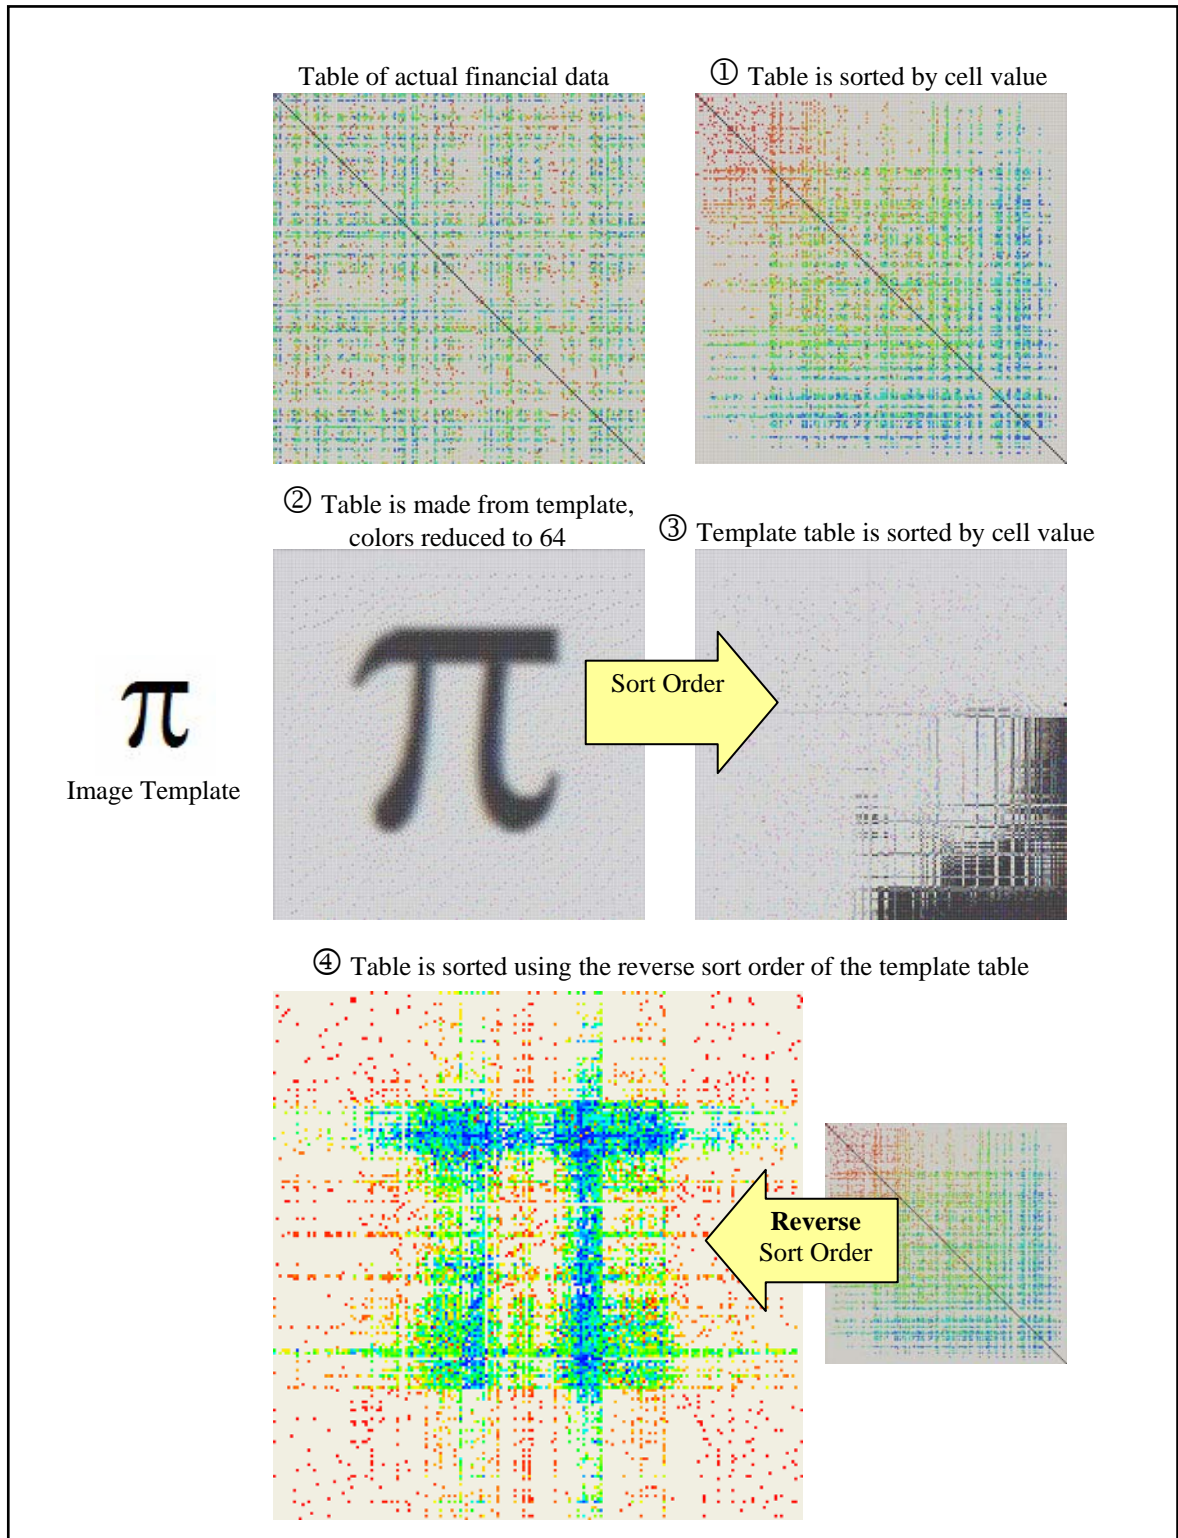 Table of actual financial data
① Table is sorted by cell value
② Table is made from template,
colors reduced to 64
③ Template table is sorted by cell value
π
Image Template
π
Sort Order
④ Table is sorted using the reverse sort order of the template table
Reverse
Sort Order